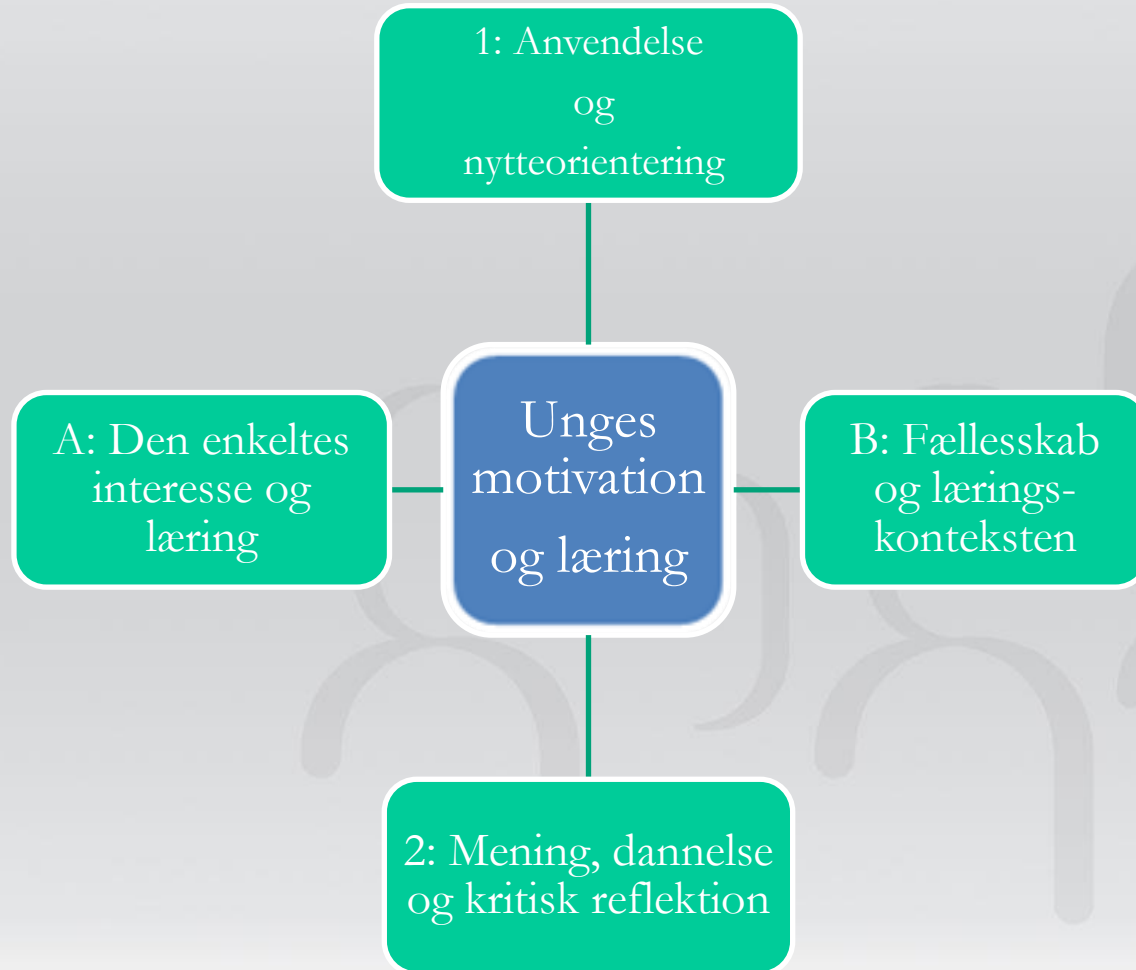 1: Anvendelse
og
nytteorientering
A: Den enkeltes
interesse og
læring
Unges
motivation
og læring
B: Fællesskab
og lærings-
konteksten
2: Mening, dannelse
og kritisk reflektion